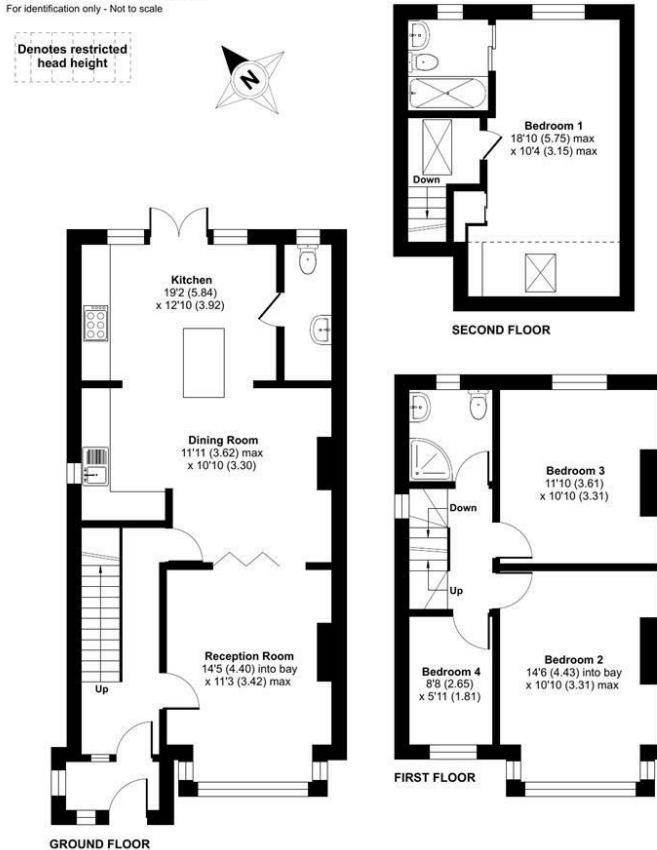 For identification only - Not to scale
Denotes restricted
head height
N
Bedroom 1
18'10 (5.75) max
x 10'4 (3.15) max
Down
SECOND FLOOR
Kitchen
19'2 (5.84)
x 12'10 (3.92)
Dining Room
11'11 (3.62) max
x 10'10 (3.30)
Reception Room
14'5 (4.40) into bay
x 11'3 (3.42) max
Up
GROUND FLOOR
Bedroom 3
11'10 (3.61)
x 10'10 (3.31)
Down
Up
Bedroom 4
8'8 (2.65)
x 5'11 (1.81)
Bedroom 2
14'6 (4.43) into bay
x 10'10 (3.31) max
FIRST FLOOR